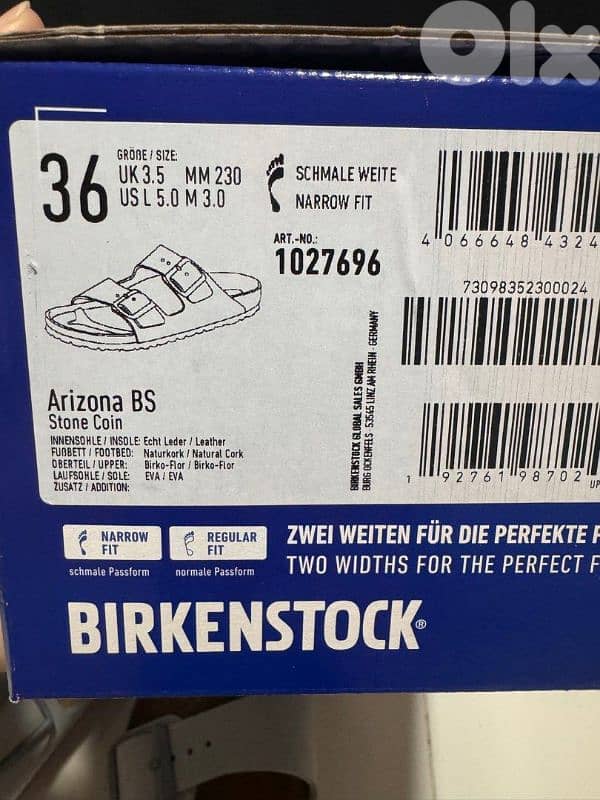 Olx
36
GRÖßE / SIZE:
UK 3.5 MM 230
US L 5.0 M 3.0
SCHMALE WEITE
NARROW FIT
ART.-NO.:
1027696
4 066648 4324
73098352300024
1 92761 98702
UP
Arizona BS
Stone Coin
INNENSOHLE / INSOLE: Echt Leder / Leather
FUßBETT / FOOTBED: Naturkork / Natural Cork
OBERTEIL / UPPER: Birko-Flor / Birko-Flor
LAUFSOHLE / SOLE: EVA / EVA
ZUSATZ / ADDITION:
BIRKENSTOCK GLOBAL SALES GMBH
BURG OCKENFELS · 53545 LINZ AM RHEIN · GERMANY
NARROW FIT
schmale Passform
REGULAR FIT
normale Passform
ZWEI WEITEN FÜR DIE PERFEKTE P
TWO WIDTHS FOR THE PERFECT F
BIRKENSTOCK®